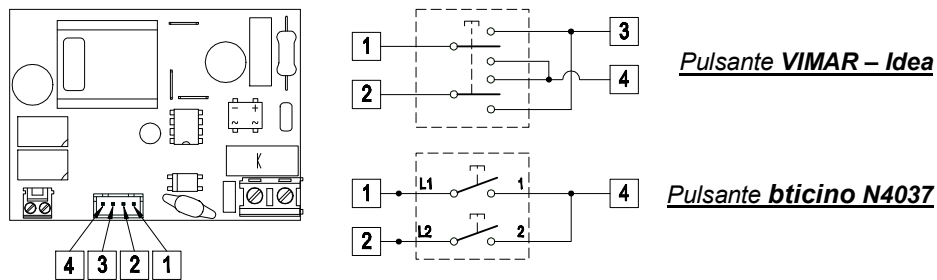 1
2
3
4
Pulsante VIMAR – Idea
− +
~ ~
K
1
2
L1
L2
1
2
4
Pulsante bticino N4037
4 3 2 1